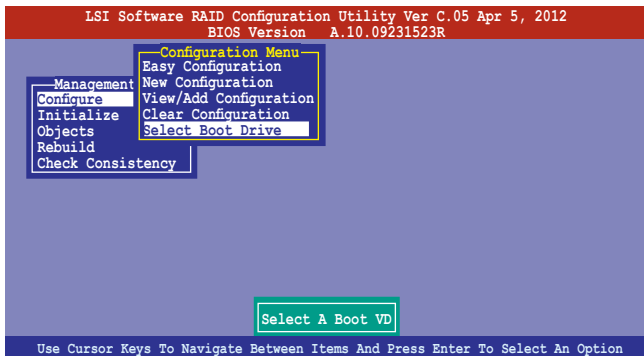 LSI Software RAID Configuration Utility Ver C.05 Apr 5, 2012
BIOS Version A.10.09231523R
Configuration Menu
Easy Configuration
New Configuration
View/Add Configuration
Clear Configuration
Select Boot Drive
Management
Configure
Initialize
Objects
Rebuild
Check Consistency
Select A Boot VD
Use Cursor Keys To Navigate Between Items And Press Enter To Select An Option